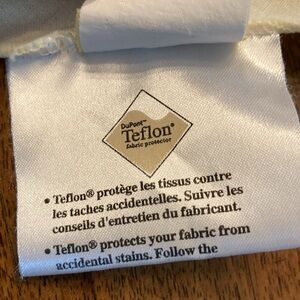 DuPont™
Teflon®
fabric protector
• Teflon® protège les tissus contre
les taches accidentelles. Suivre les
conseils d'entretien du fabricant.
• Teflon® protects your fabric from
accidental stains. Follow the